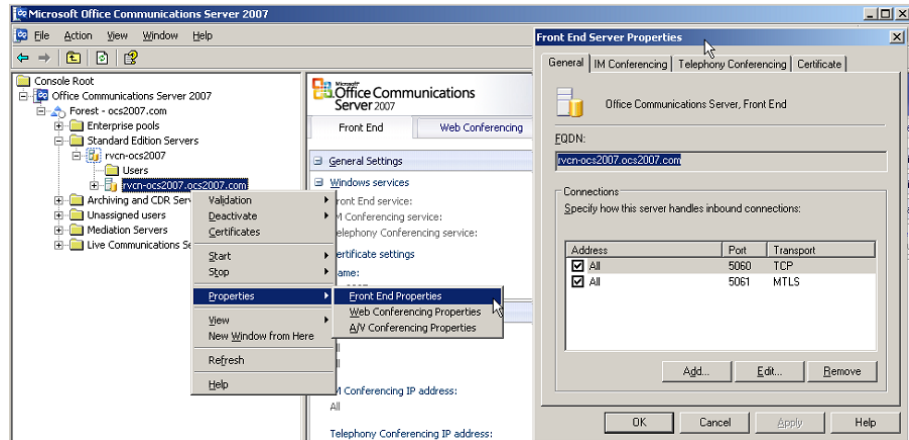 Microsoft Office Communications Server 2007
File Action View Window Help
Console Root
Office Communications Server 2007
Forest - ocs2007.com
Enterprise pools
Standard Edition Servers
rvcn-ocs2007
Users
rvcn-ocs2007.ocs2007.com
Archiving and CDR Ser
Unassigned users
Mediation Servers
Live Communications Se
Validation
Deactivate
Certificates
Start
Stop
Properties
View
New Window from Here
Refresh
Help
Front End Properties
Web Conferencing Properties
A/V Conferencing Properties
Microsoft
Office Communications
Server 2007
Front End Web Conferencing
General Settings
Windows services
ront End service:
M Conferencing service:
elephony Conferencing service:
ertificate settings
ame:
M Conferencing IP address:
All
Telephony Conferencing IP address:
Front End Server Properties
General IM Conferencing Telephony Conferencing Certificate
Office Communications Server, Front End
FQDN:
rvcn-ocs2007.ocs2007.com
Connections
Specify how this server handles inbound connections:
Address Port Transport
All 5060 TCP
All 5061 MTLS
Add... Edit... Remove
OK Cancel Apply Help